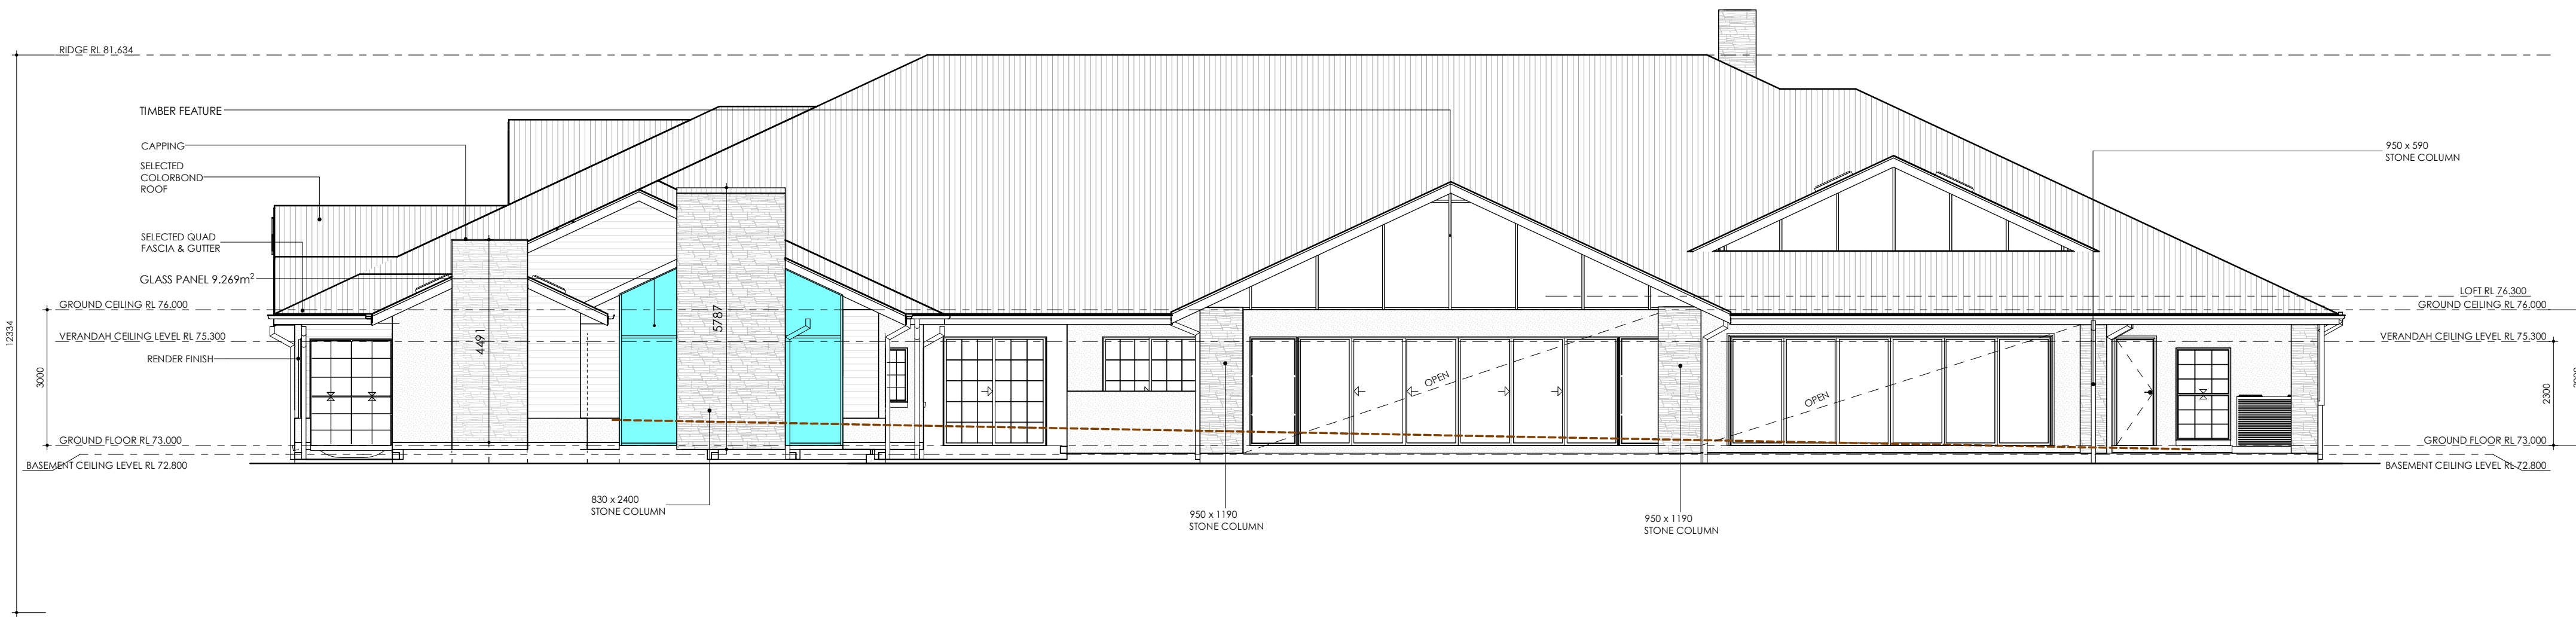 RIDGE RL 81.634
TIMBER FEATURE
CAPPING
SELECTED
COLORBOND
ROOF
SELECTED QUAD
FASCIA & GUTTER
GLASS PANEL 9.269m²
GROUND CEILING RL 76.000
VERANDAH CEILING LEVEL RL 75.300
RENDER FINISH
GROUND FLOOR RL 73.000
BASEMENT CEILING LEVEL RL 72.800
12334
3000
4491
5787
830 x 2400
STONE COLUMN
950 x 1190
STONE COLUMN
OPEN
950 x 1190
STONE COLUMN
OPEN
950 x 590
STONE COLUMN
LOFT RL 76.300
GROUND CEILING RL 76.000
VERANDAH CEILING LEVEL RL 75.300
2300
GROUND FLOOR RL 73.000
BASEMENT CEILING LEVEL RL 72.800